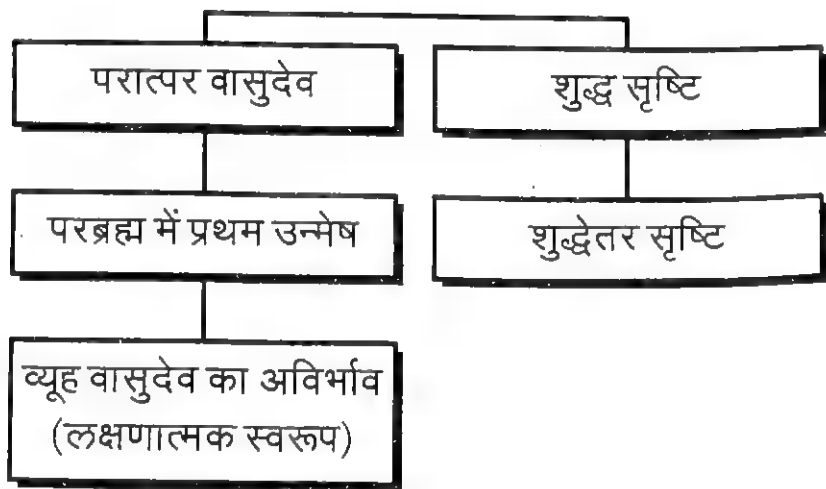 परात्पर वासुदेव
शुद्ध सृष्टि
परब्रह्म में प्रथम उन्मेष
शुद्धेतर सृष्टि
व्यूह वासुदेव का अविर्भाव
(लक्षणात्मक स्वरूप)